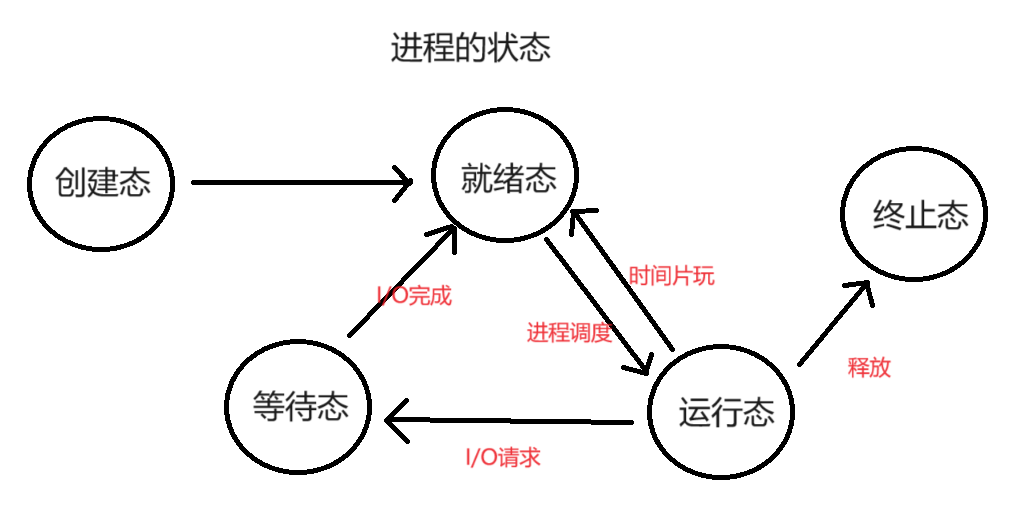 进程的状态
创建态
就绪态
终止态
时间片玩
I/O完成
进程调度
释放
等待态
运行态
I/O请求